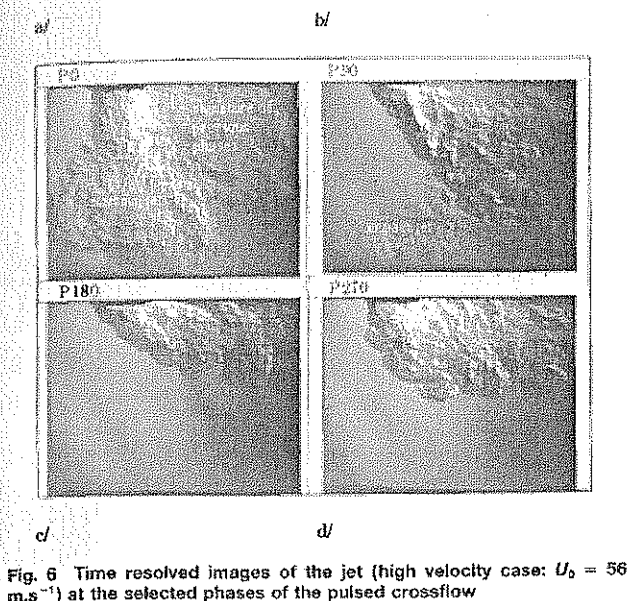 a/ b/
P0 P90
P180 P270
c/ d/
Fig. 6 Time resolved images of the jet (high velocity case: U₀ = 56
m.s⁻¹) at the selected phases of the pulsed crossflow